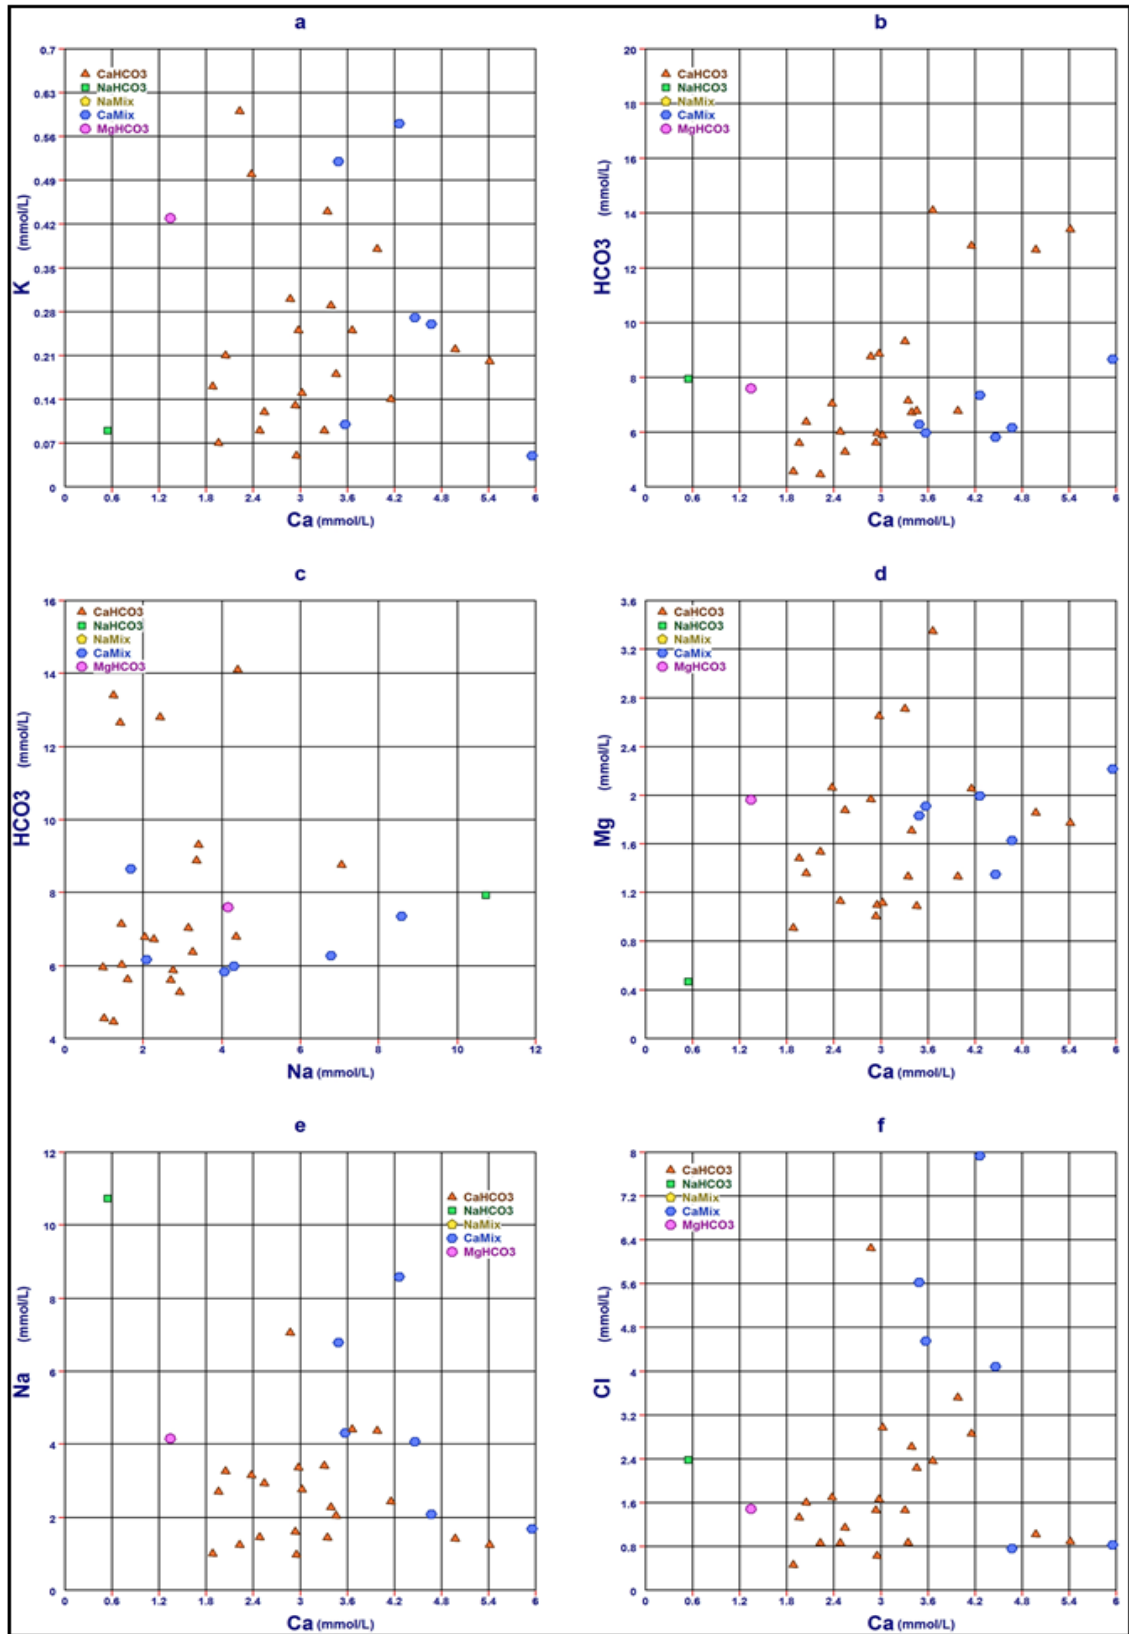 a
0.7
0.63
0.56
0.49
0.42
0.35
0.28
0.21
0.14
0.07
0
K (mmol/L)
CaHCO3
NaHCO3
NaMix
CaMix
MgHCO3
0 0.6 1.2 1.8 2.4 3 3.6 4.2 4.8 5.4 6
Ca (mmol/L)
b
20
18
16
14
12
10
8
6
4
HCO3 (mmol/L)
CaHCO3
NaHCO3
NaMix
CaMix
MgHCO3
0 0.6 1.2 1.8 2.4 3 3.6 4.2 4.8 5.4 6
Ca (mmol/L)
c
16
14
12
10
8
6
4
HCO3 (mmol/L)
CaHCO3
NaHCO3
NaMix
CaMix
MgHCO3
0 2 4 6 8 10 12
Na (mmol/L)
d
3.6
3.2
2.8
2.4
2
1.6
1.2
0.8
0.4
0
Mg (mmol/L)
CaHCO3
NaHCO3
NaMix
CaMix
MgHCO3
0 0.6 1.2 1.8 2.4 3 3.6 4.2 4.8 5.4 6
Ca (mmol/L)
e
12
10
8
6
4
2
0
Na (mmol/L)
CaHCO3
NaHCO3
NaMix
CaMix
MgHCO3
0 0.6 1.2 1.8 2.4 3 3.6 4.2 4.8 5.4 6
Ca (mmol/L)
f
8
7.2
6.4
5.6
4.8
4
3.2
2.4
1.6
0.8
0
Cl (mmol/L)
CaHCO3
NaHCO3
NaMix
CaMix
MgHCO3
0 0.6 1.2 1.8 2.4 3 3.6 4.2 4.8 5.4 6
Ca (mmol/L)